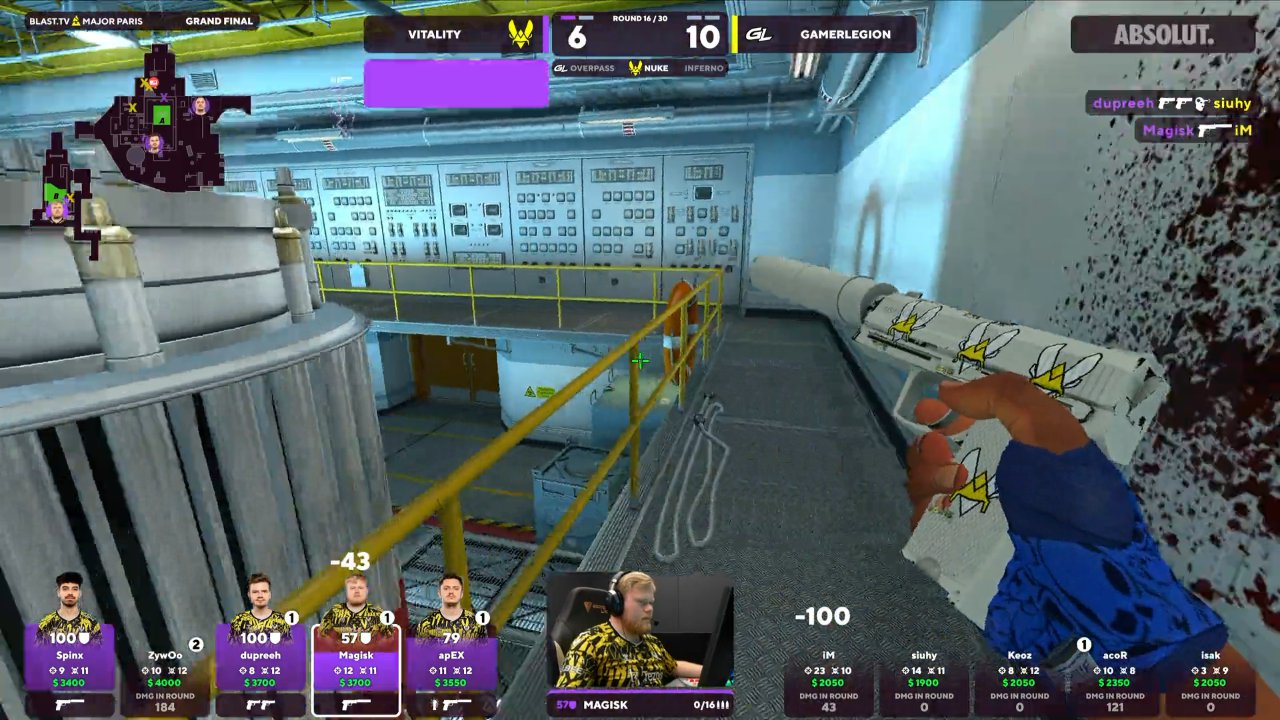 BLAST.TV MAJOR PARIS GRAND FINAL
VITALITY
6
ROUND 16 / 30
10
GL GAMERLEGION
GL OVERPASS NUKE INFERNO
ABSOLUT.
dupreeh siuhy
Magisk iM
A
-43
-100
100
Spinx
9 11
$3400
2
ZywOo
10 12
$4000
DMG IN ROUND
184
1
100
dupreeh
8 12
$3700
1
57
Magisk
12 11
$3700
1
79
apEX
11 12
$3550
57 MAGISK 0/16
iM
23 10
$2050
DMG IN ROUND
43
siuhy
14 11
$1900
DMG IN ROUND
0
Keoz
8 12
$2050
DMG IN ROUND
0
1
acoR
10 8
$2350
DMG IN ROUND
121
isak
3 9
$2050
DMG IN ROUND
0